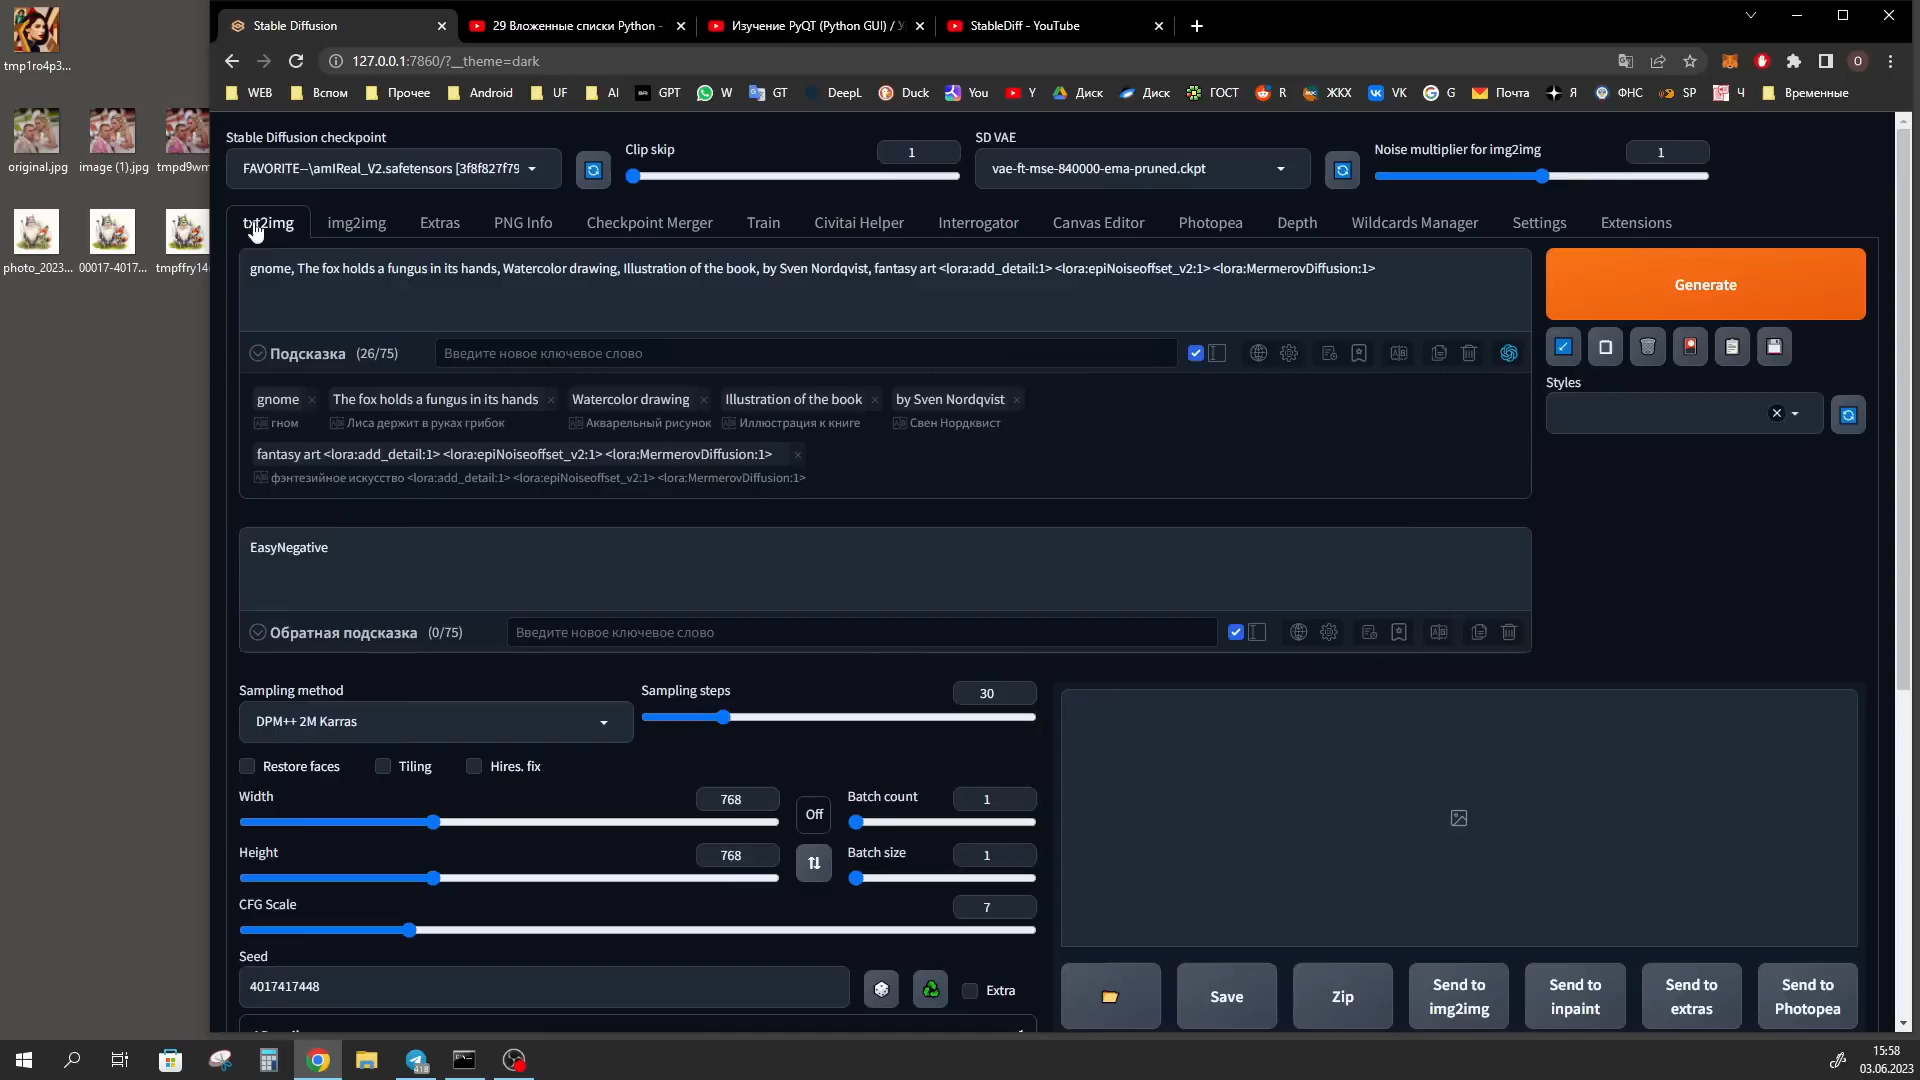 tmp1ro4p3...
original.jpg
image (1).jpg
tmpd9wm
photo_2023...
00017-4017...
tmpffry14
Stable Diffusion
29 Вложенные списки Python -
Изучение PyQT (Python GUI) / У
StableDiff - YouTube
127.0.0.1:7860/?__theme=dark
O
WEB
Вспом
Прочее
Android
UF
AI
GPT
W
GT
DeepL
Duck
You
Y
Диск
Диск
ГОСТ
R
ЖКХ
VK
G
Почта
Я
ФНС
SP
Ч
Временные
Stable Diffusion checkpoint
FAVORITE--\amIReal_V2.safetensors [3f8f827f79
Clip skip
1
SD VAE
vae-ft-mse-840000-ema-pruned.ckpt
Noise multiplier for img2img
1
txt2img
img2img
Extras
PNG Info
Checkpoint Merger
Train
Civitai Helper
Interrogator
Canvas Editor
Photopea
Depth
Wildcards Manager
Settings
Extensions
gnome, The fox holds a fungus in its hands, Watercolor drawing, Illustration of the book, by Sven Nordqvist, fantasy art <lora:add_detail:1> <lora:epiNoiseoffset_v2:1> <lora:MermerovDiffusion:1>
Generate
Подсказка (26/75)
Введите новое ключевое слово
Styles
gnome
The fox holds a fungus in its hands
Watercolor drawing
Illustration of the book
by Sven Nordqvist
гном
Лиса держит в руках грибок
Акварельный рисунок
Иллюстрация к книге
Свен Нордквист
fantasy art <lora:add_detail:1> <lora:epiNoiseoffset_v2:1> <lora:MermerovDiffusion:1>
фэнтезийное искусство <lora:add_detail:1> <lora:epiNoiseoffset_v2:1> <lora:MermerovDiffusion:1>
EasyNegative
Обратная подсказка (0/75)
Введите новое ключевое слово
Sampling method
DPM++ 2M Karras
Sampling steps
30
Restore faces
Tiling
Hires. fix
Width
768
Off
Batch count
1
Height
768
Batch size
1
CFG Scale
7
Seed
4017417448
Extra
Save
Zip
Send to
img2img
Send to
inpaint
Send to
extras
Send to
Photopea
418
15:58
03.06.2023